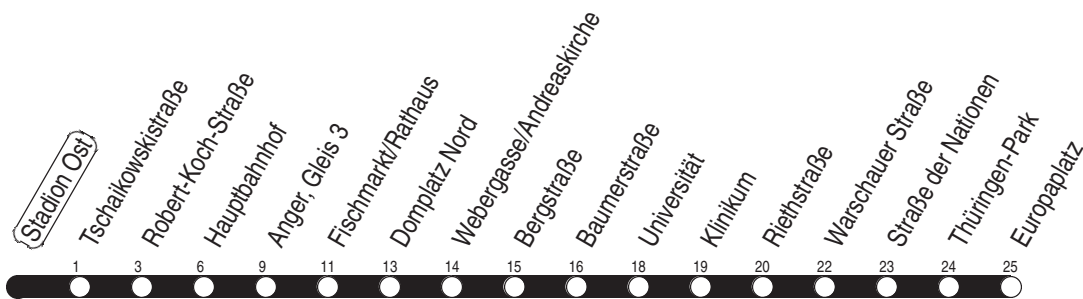 Stadion Ost
Tschaikowskistraße
Robert-Koch-Straße
Hauptbahnhof
Anger, Gleis 3
Fischmarkt/Rathaus
Domplatz Nord
Webergasse/Andreaskirche
Bergstraße
Baumerstraße
Universität
Klinikum
Riethstraße
Warschauer Straße
Straße der Nationen
Thüringen-Park
Europaplatz
1 3 6 9 11 13 14 15 16 18 19 20 22 23 24 25